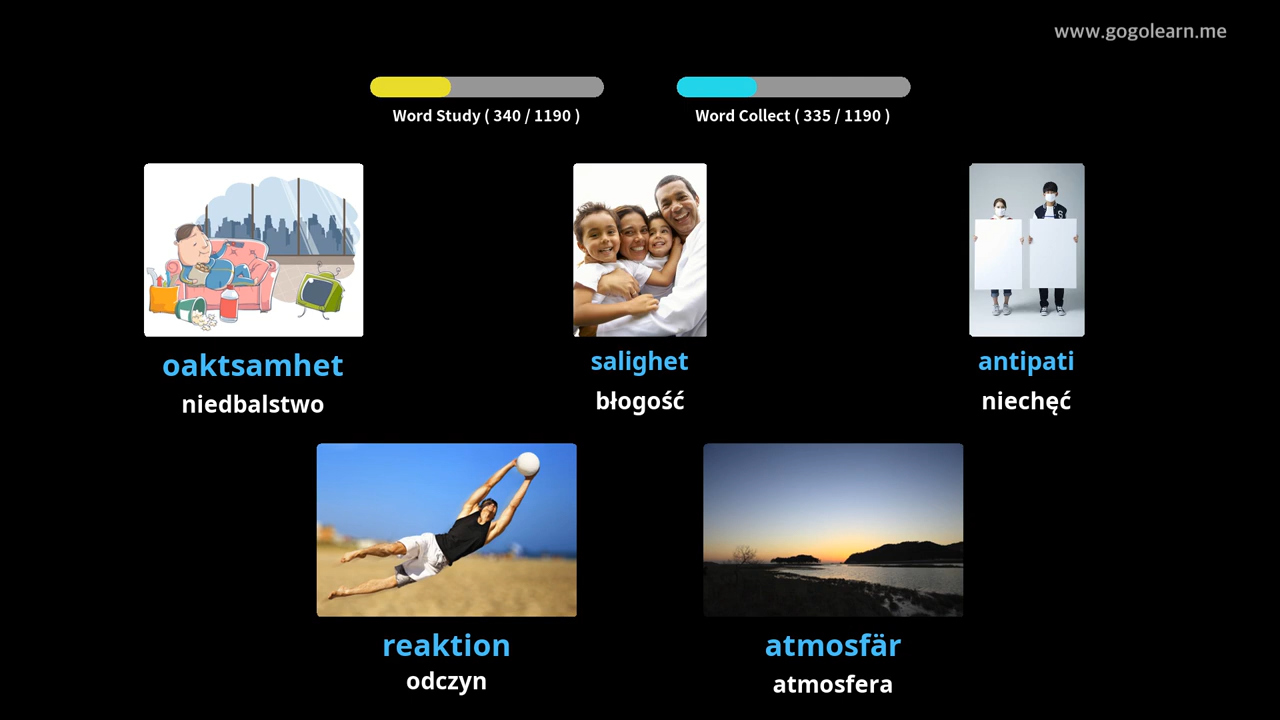 www.gogolearn.me
Word Study ( 340 / 1190 )
Word Collect ( 335 / 1190 )
oaktsamhet
niedbalstwo
salighet
błogość
antipati
niechęć
reaktion
odczyn
atmosfär
atmosfera